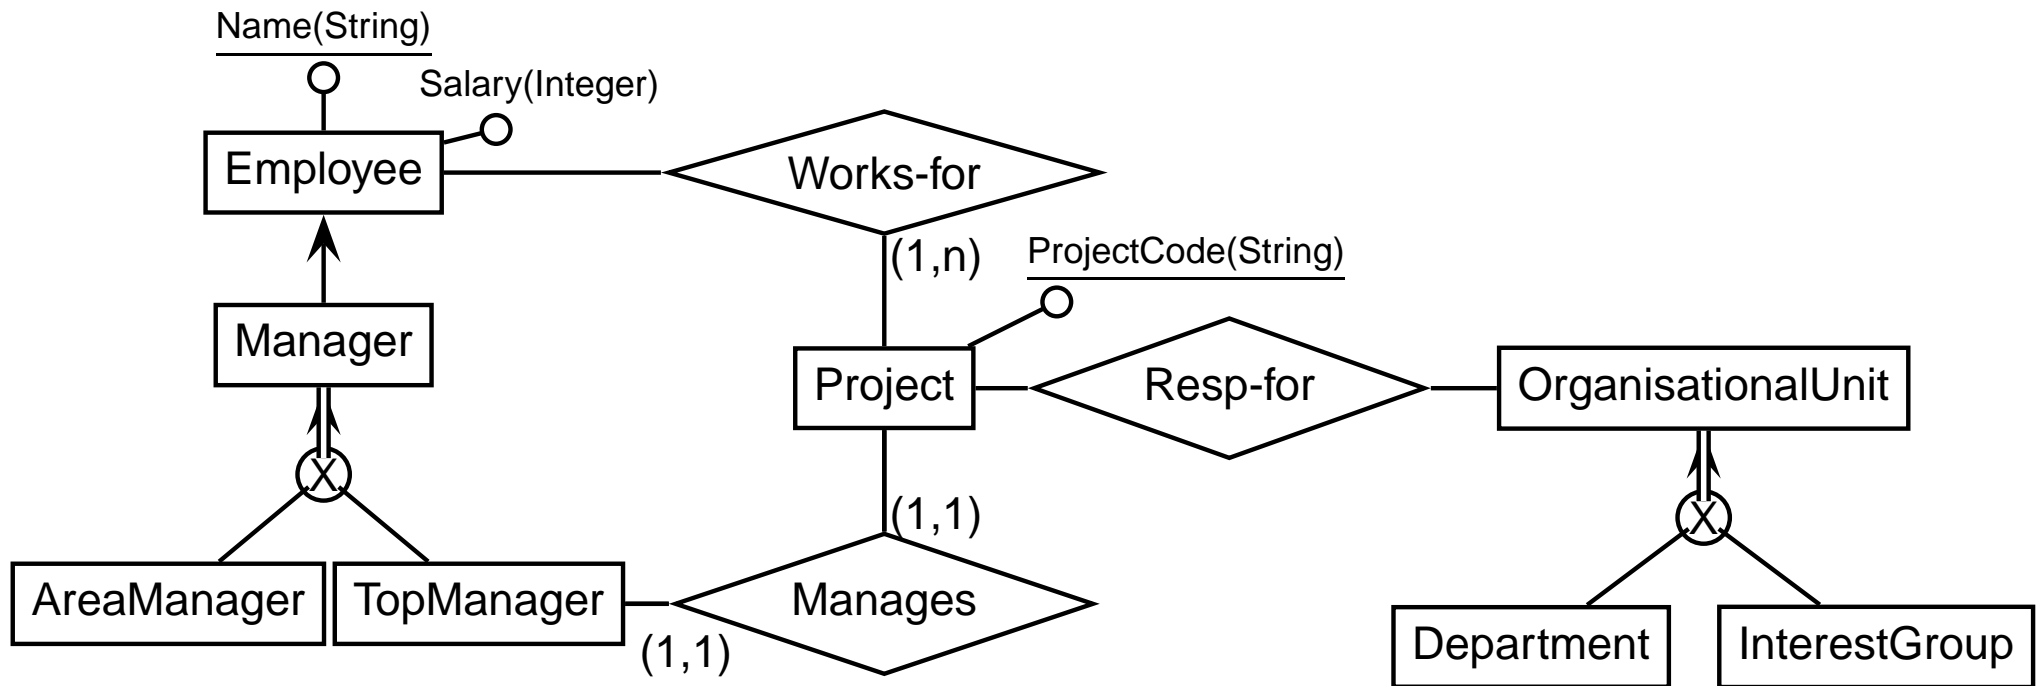 Name(String)
Salary(Integer)
Employee
Works-for
(1,n)
ProjectCode(String)
Manager
Project
Resp-for
OrganisationalUnit
X
(1,1)
X
AreaManager
TopManager
Manages
(1,1)
Department
InterestGroup